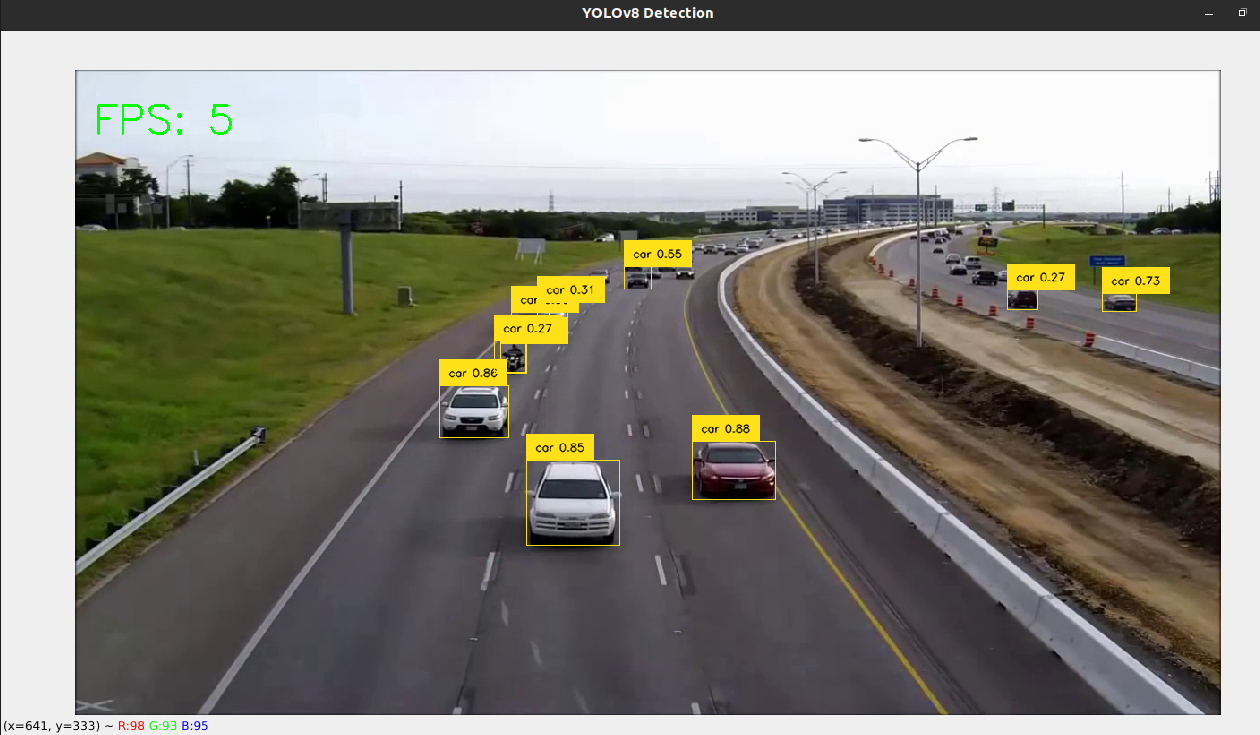 YOLOv8 Detection
FPS: 5
car 0.55
car 0.27
car 0.73
car 0.31
car
car 0.27
car 0.86
car 0.85
car 0.88
(x=641, y=333) ~ R:98 G:93 B:95